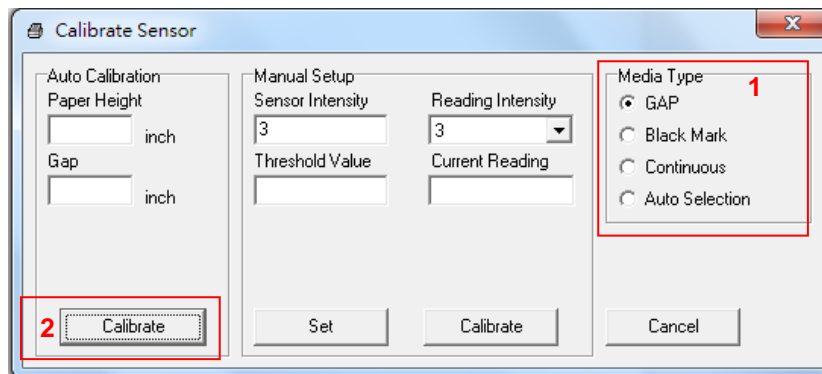 Calibrate Sensor
x
Auto Calibration
Paper Height
inch
Gap
inch
2
Calibrate
Manual Setup
Sensor Intensity
Reading Intensity
3
3
Threshold Value
Current Reading
Set
Calibrate
Media Type
1
GAP
Black Mark
Continuous
Auto Selection
Cancel